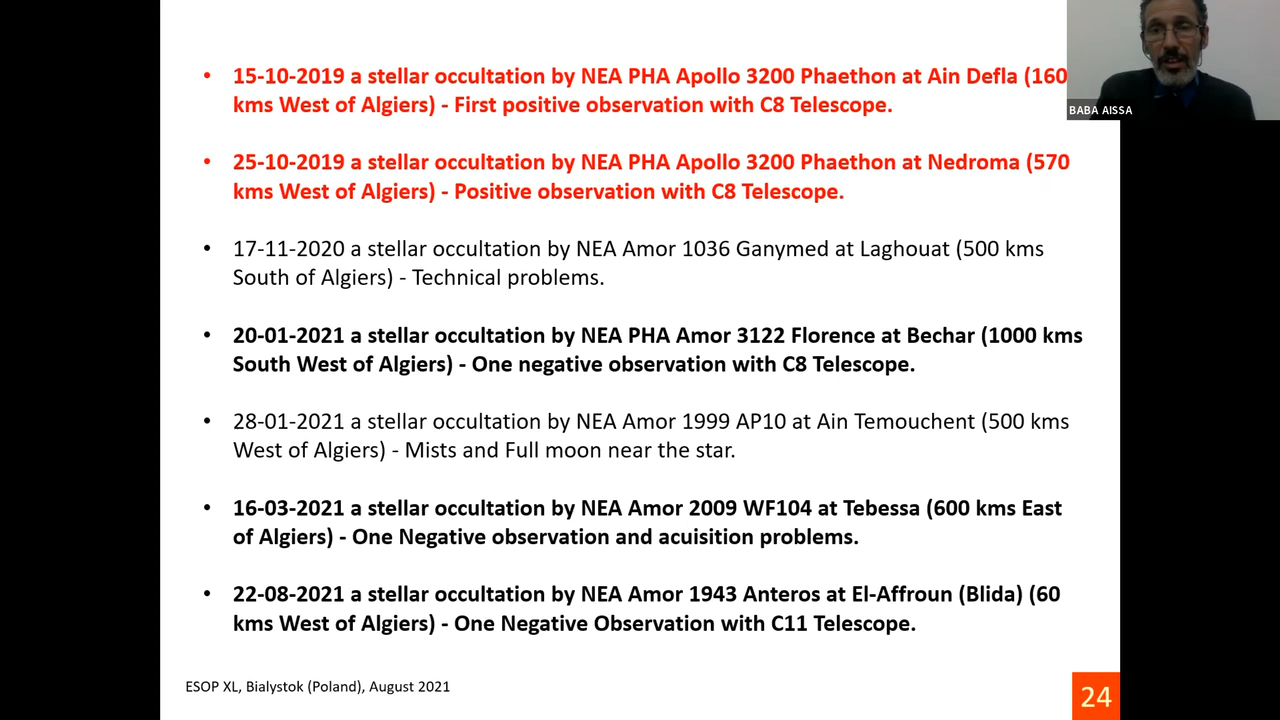 • 15-10-2019 a stellar occultation by NEA PHA Apollo 3200 Phaethon at Ain Defla (160
kms West of Algiers) - First positive observation with C8 Telescope.
• 25-10-2019 a stellar occultation by NEA PHA Apollo 3200 Phaethon at Nedroma (570
kms West of Algiers) - Positive observation with C8 Telescope.
• 17-11-2020 a stellar occultation by NEA Amor 1036 Ganymed at Laghouat (500 kms
South of Algiers) - Technical problems.
• 20-01-2021 a stellar occultation by NEA PHA Amor 3122 Florence at Bechar (1000 kms
South West of Algiers) - One negative observation with C8 Telescope.
• 28-01-2021 a stellar occultation by NEA Amor 1999 AP10 at Ain Temouchent (500 kms
West of Algiers) - Mists and Full moon near the star.
• 16-03-2021 a stellar occultation by NEA Amor 2009 WF104 at Tebessa (600 kms East
of Algiers) - One Negative observation and acuisition problems.
• 22-08-2021 a stellar occultation by NEA Amor 1943 Anteros at El-Affroun (Blida) (60
kms West of Algiers) - One Negative Observation with C11 Telescope.
ESOP XL, Bialystok (Poland), August 2021
24
BABA AISSA